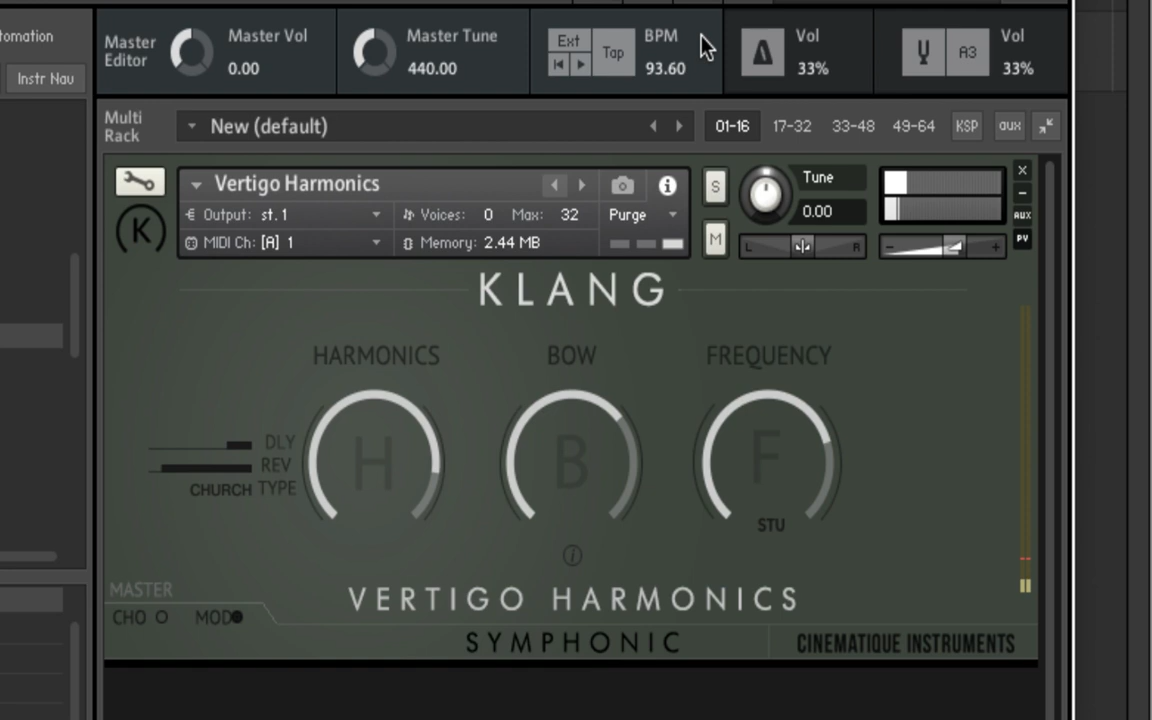 tomation
Instr Nav
Master Editor
Master Vol
0.00
Master Tune
440.00
Ext
Tap
BPM
93.60
Vol
33%
A3
Vol
33%
Multi Rack
New (default)
01-16
17-32
33-48
49-64
KSP
aux
Vertigo Harmonics
i
S
Tune
0.00
x
AUX
PV
K
Output: st.1
Voices: 0 Max: 32
Purge
MIDI Ch: [A] 1
Memory: 2.44 MB
M
L
R
KLANG
HARMONICS
BOW
FREQUENCY
H
B
F
DLY
REV
CHURCH TYPE
STU
i
MASTER
CHO
MOD
VERTIGO HARMONICS
SYMPHONIC
CINEMATIQUE INSTRUMENTS